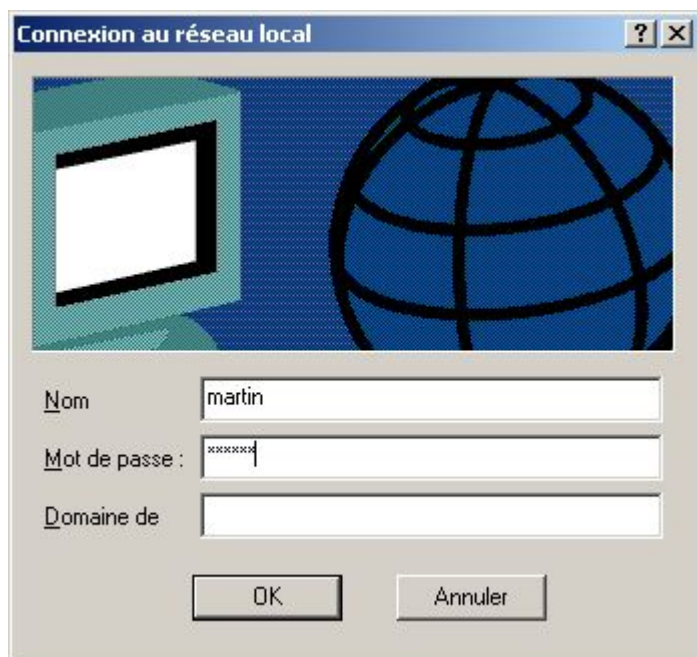 Connexion au réseau local
Nom martin
Mot de passe : ××××××
Domaine de
OK Annuler